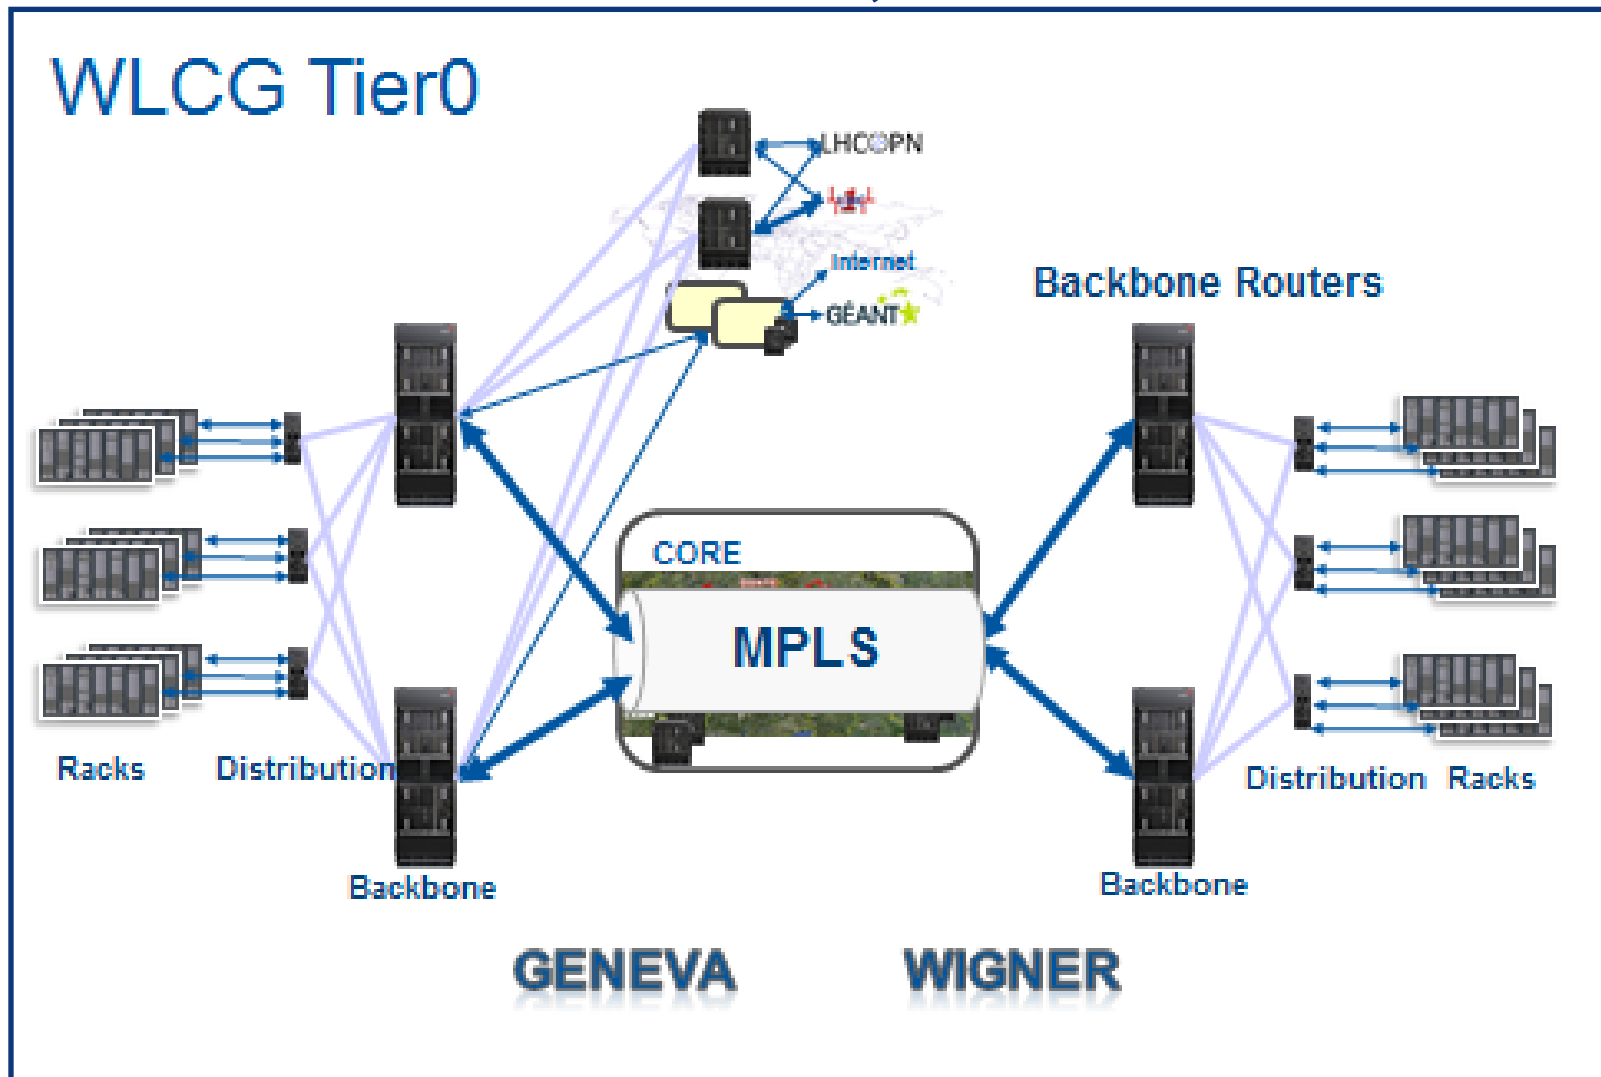 WLCG Tier0
LHCOPN
Internet
GÉANT
Backbone Routers
CORE
MPLS
Racks
Distribution
Backbone
Distribution
Racks
Backbone
GENEVA
WIGNER